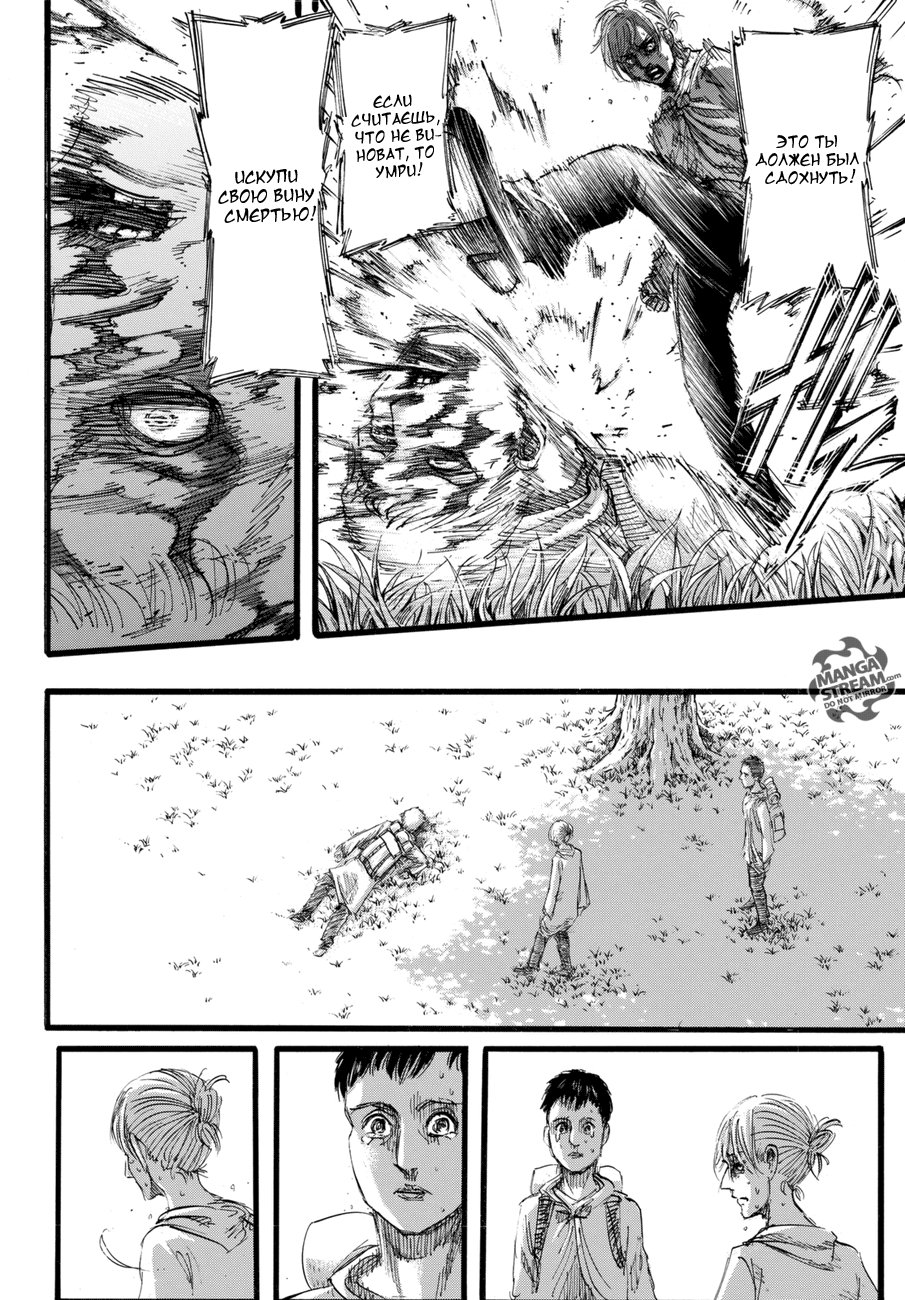 ЭТО ТЫ
ДОЛЖЕН БЫЛ
СДОХНУТЬ!
ЕСЛИ
СЧИТАЕШЬ,
ЧТО НЕ ВИ-
НОВАТ, ТО
УМРИ!
ИСКУПИ
СВОЮ ВИНУ
СМЕРТЬЮ!
MANGA
STREAM.com
DO NOT MIRROR